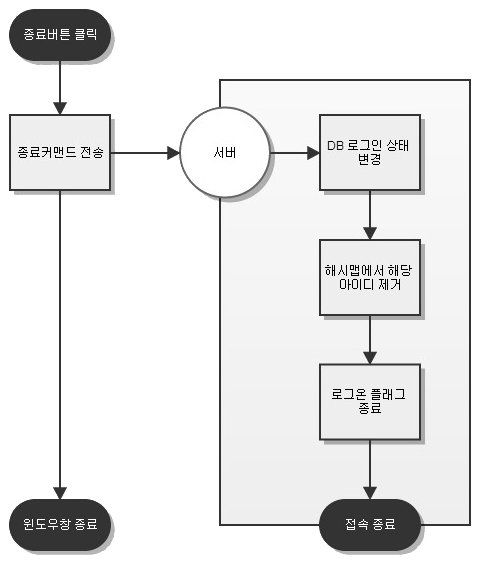 종료버튼 클릭
종료커맨드 전송
서버
DB 로그인 상태
변경
해시맵에서 해당
아이디 제거
로그온 플래그
종료
윈도우창 종료
접속 종료